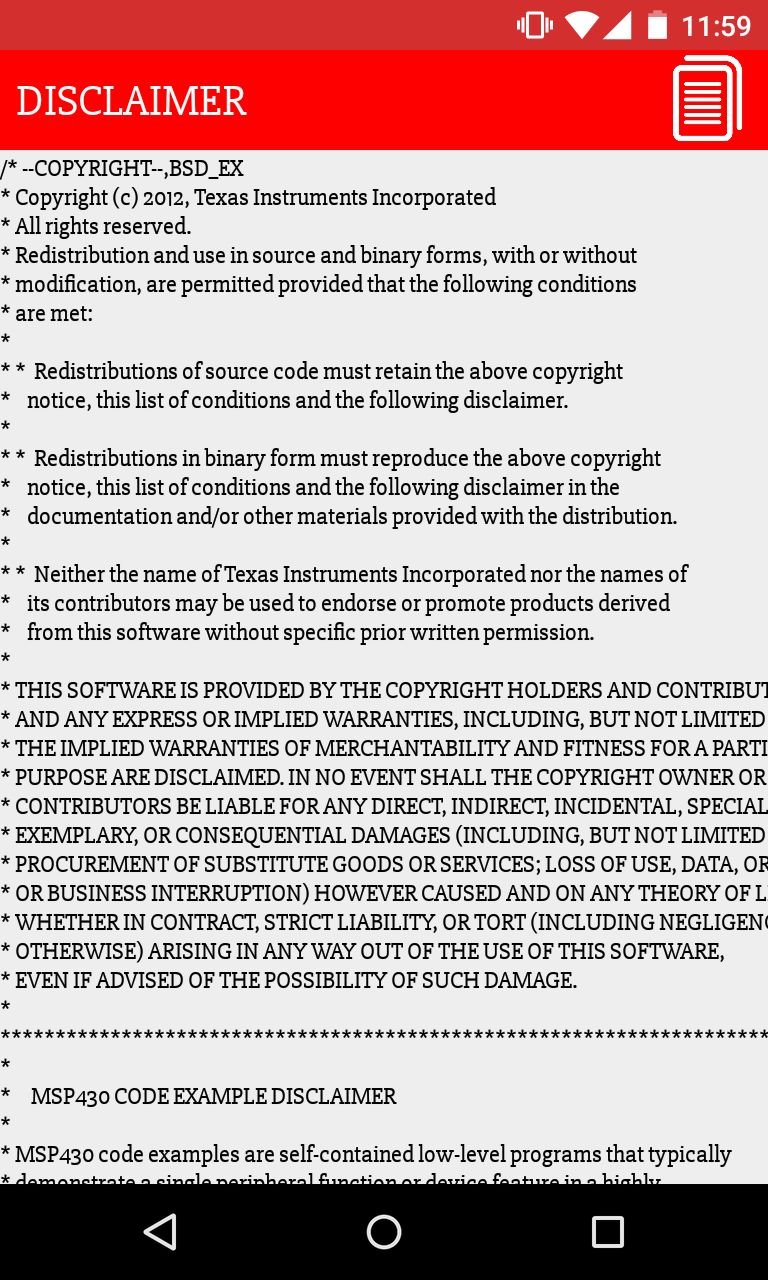 11:59
DISCLAIMER
/* --COPYRIGHT--,BSD_EX
* Copyright (c) 2012, Texas Instruments Incorporated
* All rights reserved.
* Redistribution and use in source and binary forms, with or without
* modification, are permitted provided that the following conditions
* are met:
*
* *  Redistributions of source code must retain the above copyright
*    notice, this list of conditions and the following disclaimer.
*
* *  Redistributions in binary form must reproduce the above copyright
*    notice, this list of conditions and the following disclaimer in the
*    documentation and/or other materials provided with the distribution.
*
* *  Neither the name of Texas Instruments Incorporated nor the names of
*    its contributors may be used to endorse or promote products derived
*    from this software without specific prior written permission.
*
* THIS SOFTWARE IS PROVIDED BY THE COPYRIGHT HOLDERS AND CONTRIBUT
* AND ANY EXPRESS OR IMPLIED WARRANTIES, INCLUDING, BUT NOT LIMITED
* THE IMPLIED WARRANTIES OF MERCHANTABILITY AND FITNESS FOR A PARTI
* PURPOSE ARE DISCLAIMED. IN NO EVENT SHALL THE COPYRIGHT OWNER OR
* CONTRIBUTORS BE LIABLE FOR ANY DIRECT, INDIRECT, INCIDENTAL, SPECIAL,
* EXEMPLARY, OR CONSEQUENTIAL DAMAGES (INCLUDING, BUT NOT LIMITED
* PROCUREMENT OF SUBSTITUTE GOODS OR SERVICES; LOSS OF USE, DATA, OR
* OR BUSINESS INTERRUPTION) HOWEVER CAUSED AND ON ANY THEORY OF L
* WHETHER IN CONTRACT, STRICT LIABILITY, OR TORT (INCLUDING NEGLIGENC
* OTHERWISE) ARISING IN ANY WAY OUT OF THE USE OF THIS SOFTWARE,
* EVEN IF ADVISED OF THE POSSIBILITY OF SUCH DAMAGE.
*
**********************************************************************
*
*    MSP430 CODE EXAMPLE DISCLAIMER
*
* MSP430 code examples are self-contained low-level programs that typically
* demonstrate a single peripheral function or device feature in a highly